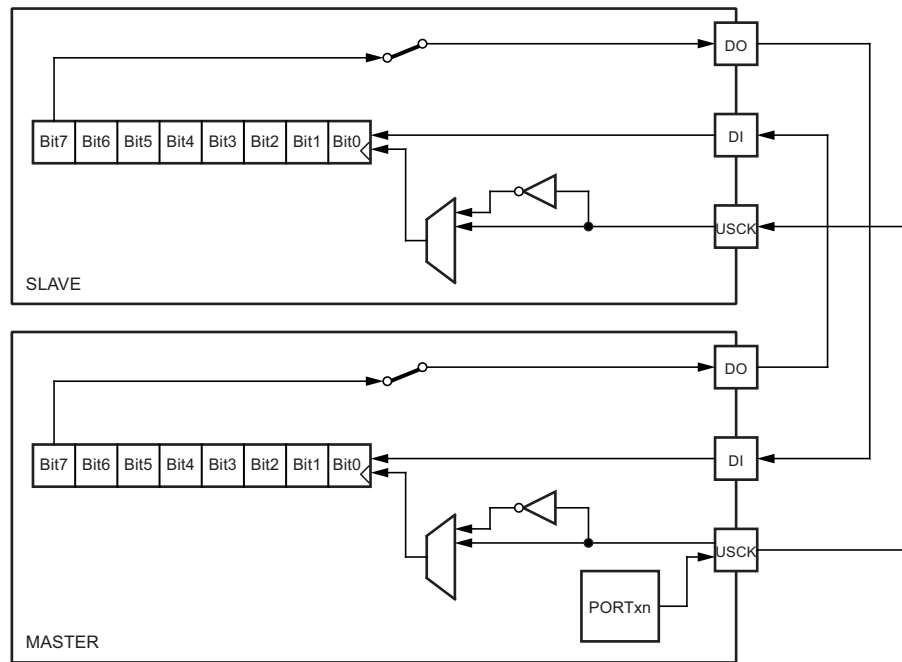 DO
Bit7 Bit6 Bit5 Bit4 Bit3 Bit2 Bit1 Bit0
DI
USCK
SLAVE
DO
Bit7 Bit6 Bit5 Bit4 Bit3 Bit2 Bit1 Bit0
DI
USCK
PORTxn
MASTER